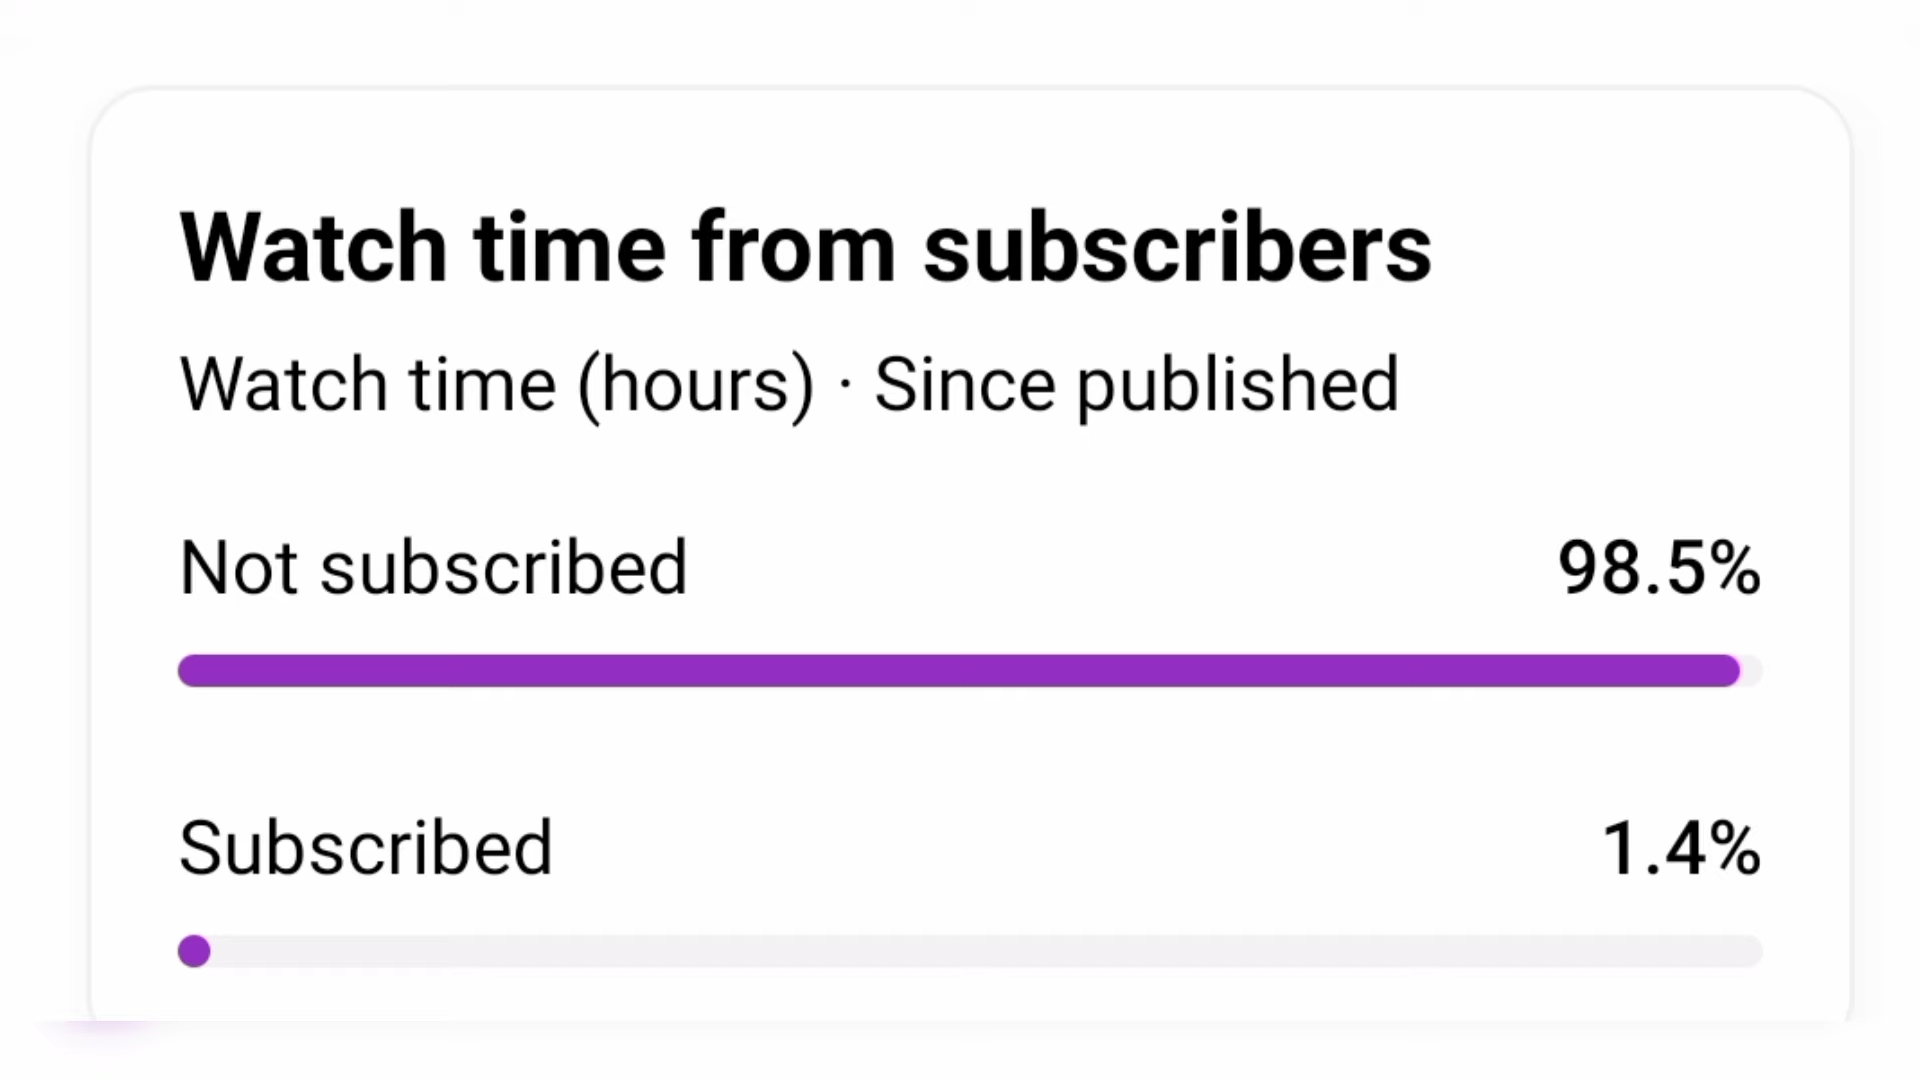 Watch time from subscribers
Watch time (hours) · Since published
Not subscribed 98.5%
Subscribed 1.4%